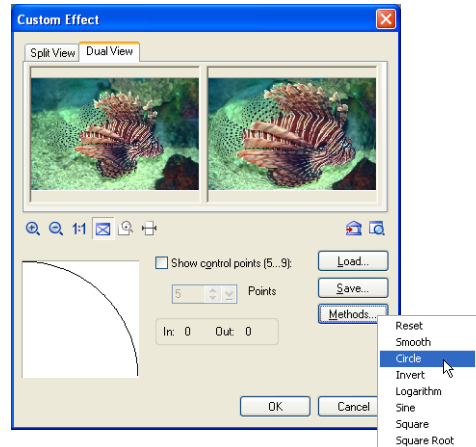 Custom Effect
Split View Dual View
1:1
Show control points (5...9):
5 Points
In: 0 Out: 0
Load...
Save...
Methods...
Reset
Smooth
Circle
Invert
Logarithm
Sine
Square
Square Root
OK Cancel